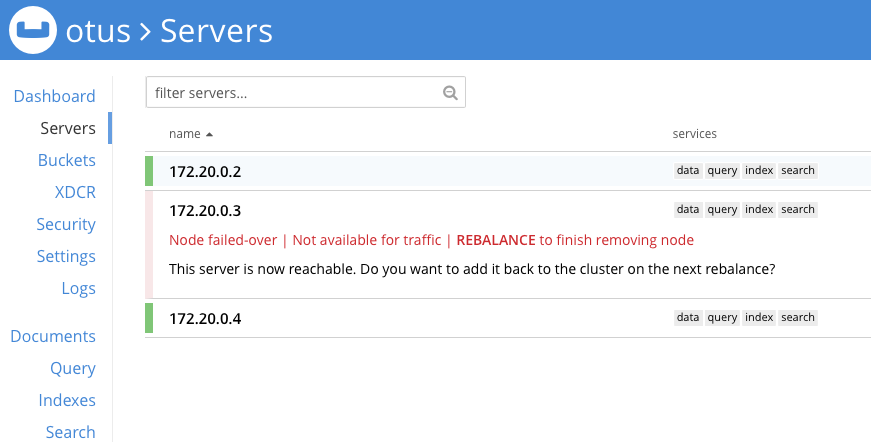 otus > Servers
filter servers...
Dashboard
Servers
Buckets
XDCR
Security
Settings
Logs
Documents
Query
Indexes
Search
name services
172.20.0.2 data query index search
172.20.0.3 data query index search
Node failed-over | Not available for traffic | REBALANCE to finish removing node
This server is now reachable. Do you want to add it back to the cluster on the next rebalance?
172.20.0.4 data query index search